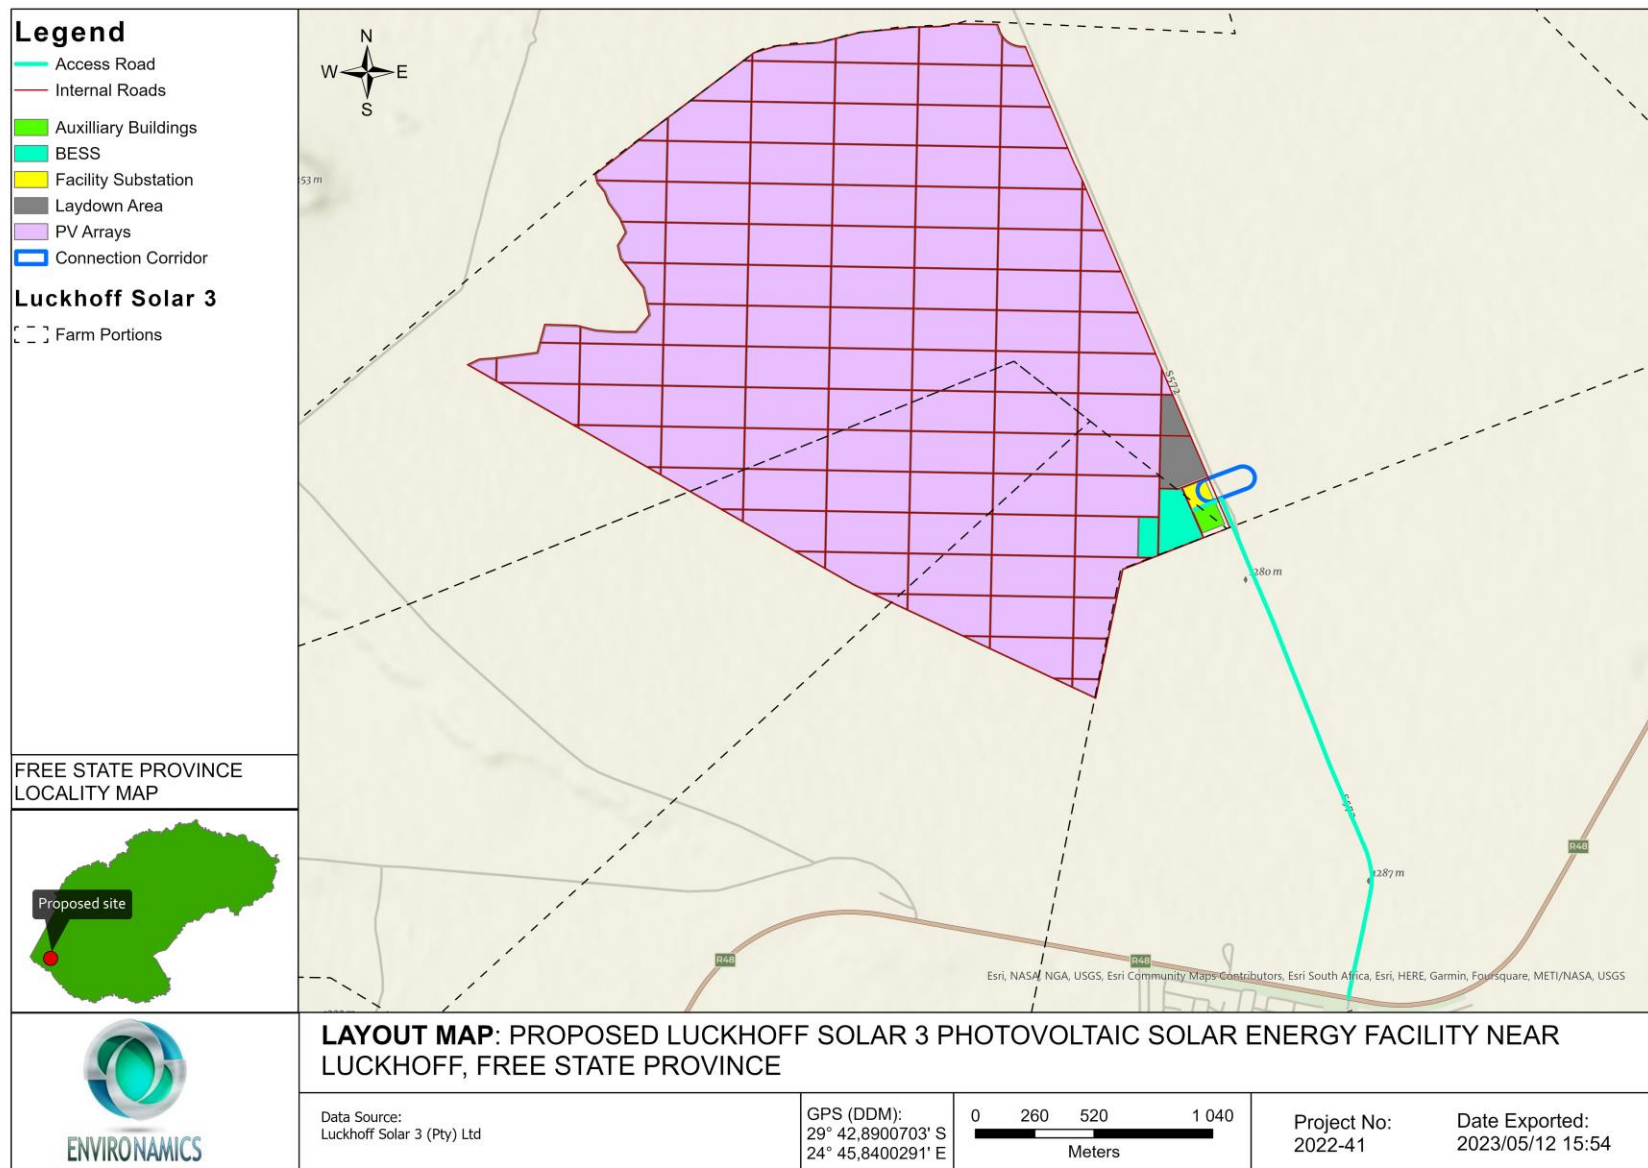 Legend
Access Road
Internal Roads
Auxilliary Buildings
BESS
Facility Substation
Laydown Area
PV Arrays
Connection Corridor
Luckhoff Solar 3
Farm Portions
N
W E
S
53 m
S572
280 m
1287 m
R48
R48
R48
Esri, NASA, NGA, USGS, Esri Community Maps Contributors, Esri South Africa, Esri, HERE, Garmin, Foursquare, METI/NASA, USGS
FREE STATE PROVINCE
LOCALITY MAP
Proposed site
ENVIRONAMICS
LAYOUT MAP: PROPOSED LUCKHOFF SOLAR 3 PHOTOVOLTAIC SOLAR ENERGY FACILITY NEAR
LUCKHOFF, FREE STATE PROVINCE
Data Source:
Luckhoff Solar 3 (Pty) Ltd
GPS (DDM):
29° 42,8900703' S
24° 45,8400291' E
0 260 520 1 040
Meters
Project No:
2022-41
Date Exported:
2023/05/12 15:54